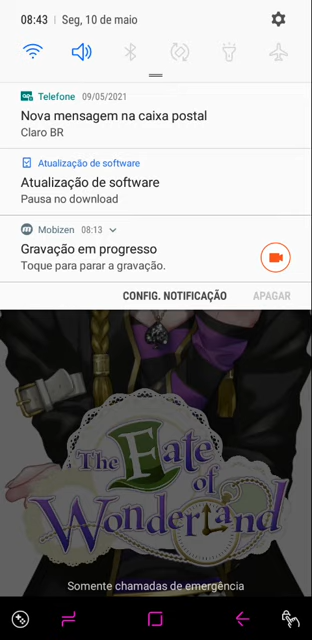 08:43 | Seg, 10 de maio
Telefone 09/05/2021
Nova mensagem na caixa postal
Claro BR
Atualização de software
Atualização de software
Pausa no download
Mobizen 08:13
Gravação em progresso
Toque para parar a gravação.
CONFIG. NOTIFICAÇÃO APAGAR
The Fate
of
Wonderland
Somente chamadas de emergência